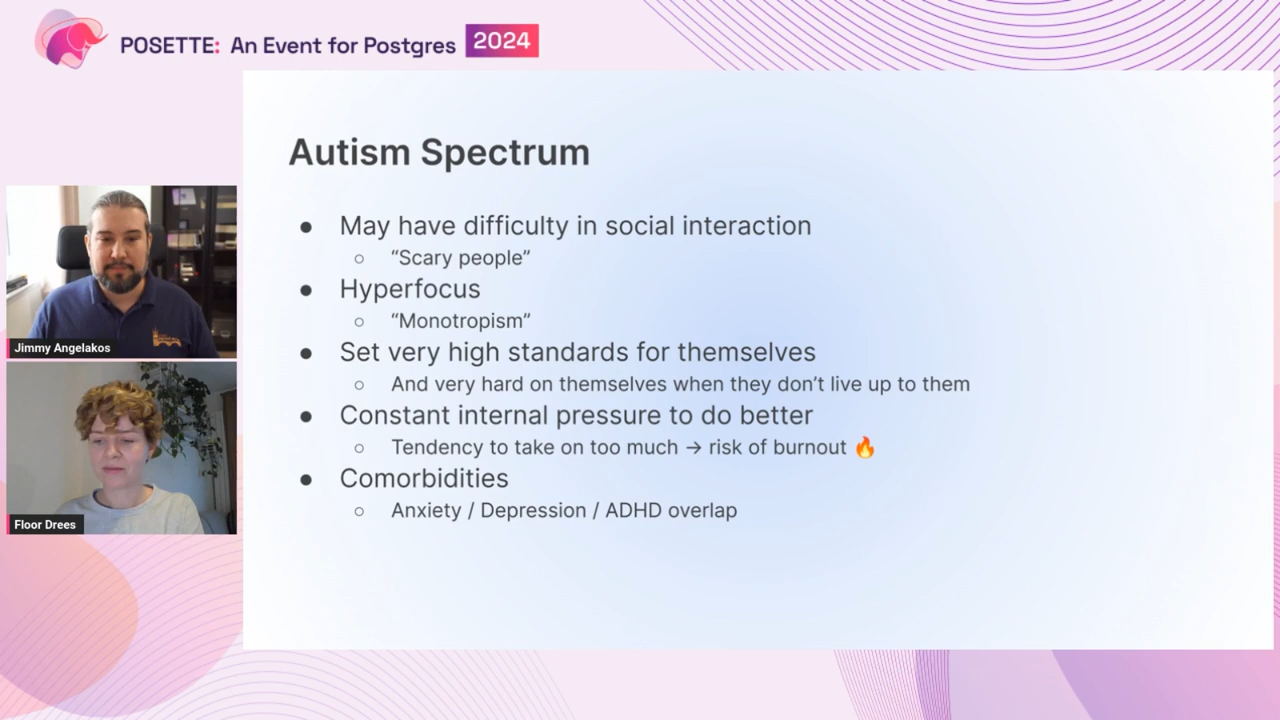 POSETTE: An Event for Postgres 2024
Autism Spectrum
● May have difficulty in social interaction
○ “Scary people”
● Hyperfocus
○ “Monotropism”
● Set very high standards for themselves
○ And very hard on themselves when they don’t live up to them
● Constant internal pressure to do better
○ Tendency to take on too much → risk of burnout 🔥
● Comorbidities
○ Anxiety / Depression / ADHD overlap
Jimmy Angelakos
Floor Drees